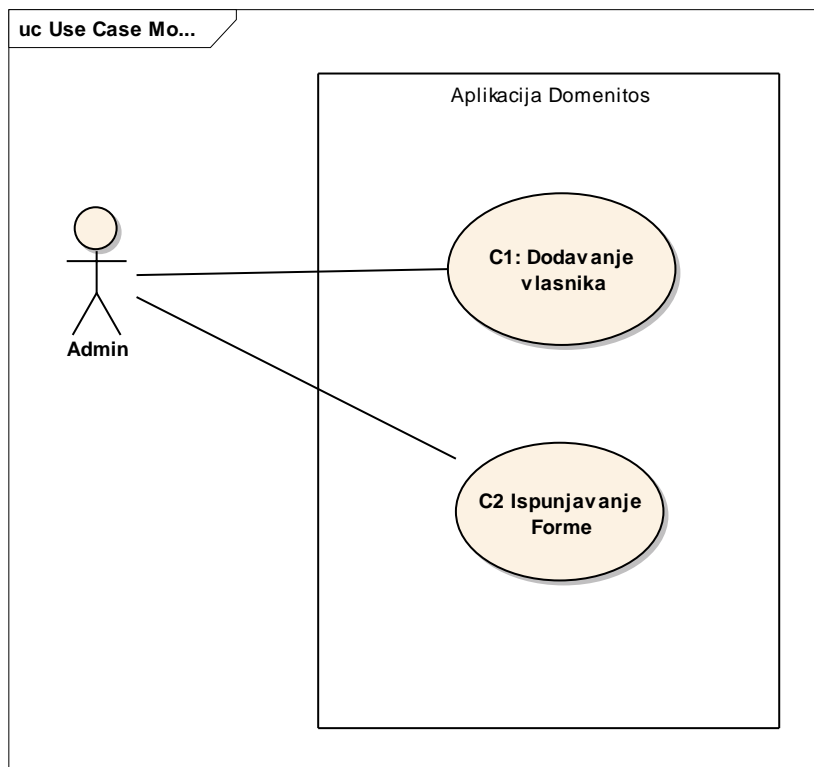 uc Use Case Mo...
Aplikacija Domenitos
C1: Dodavanje
vlasnika
Admin
C2 Ispunjavanje
Forme